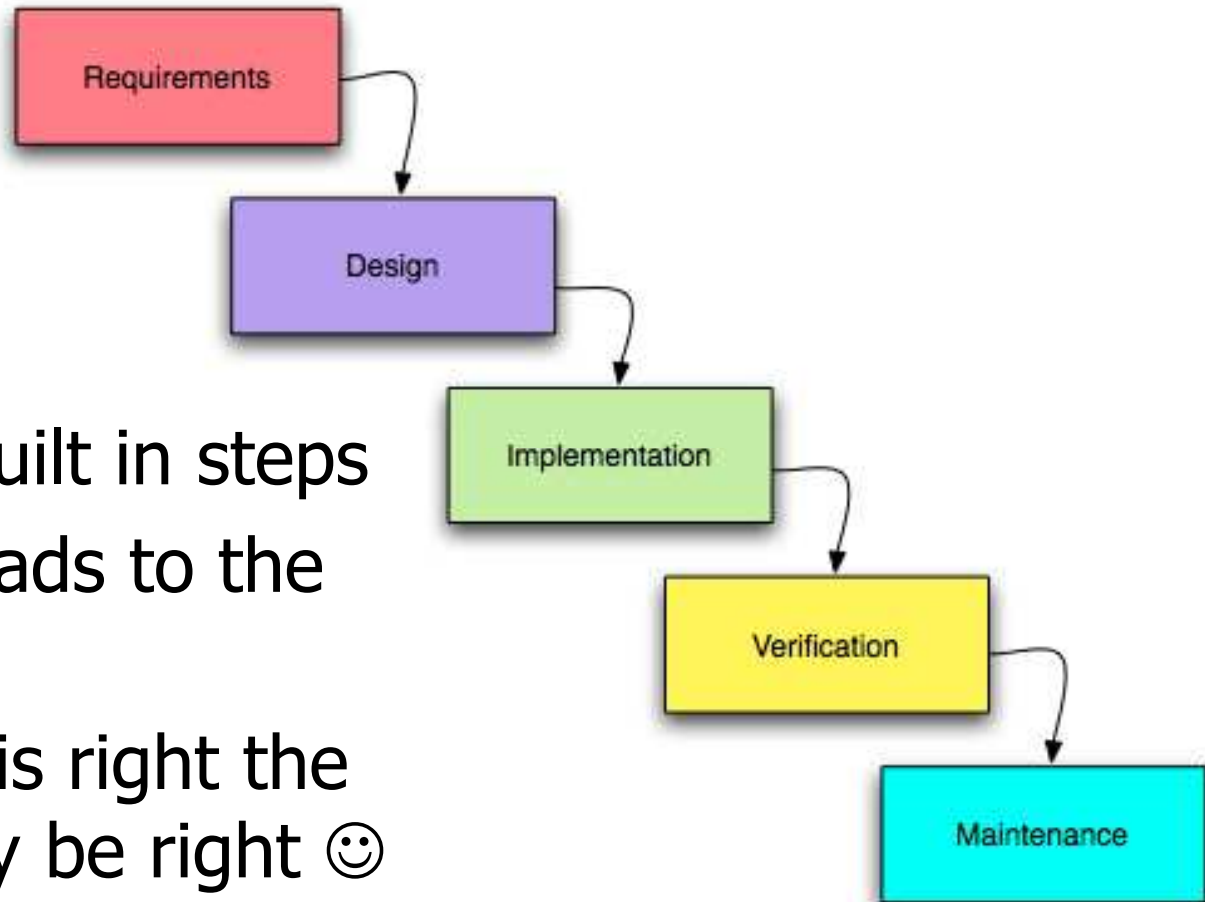 Requirements
Design
Implementation
Verification
Maintenance
uilt in steps
ads to the
is right the
y be right ☺